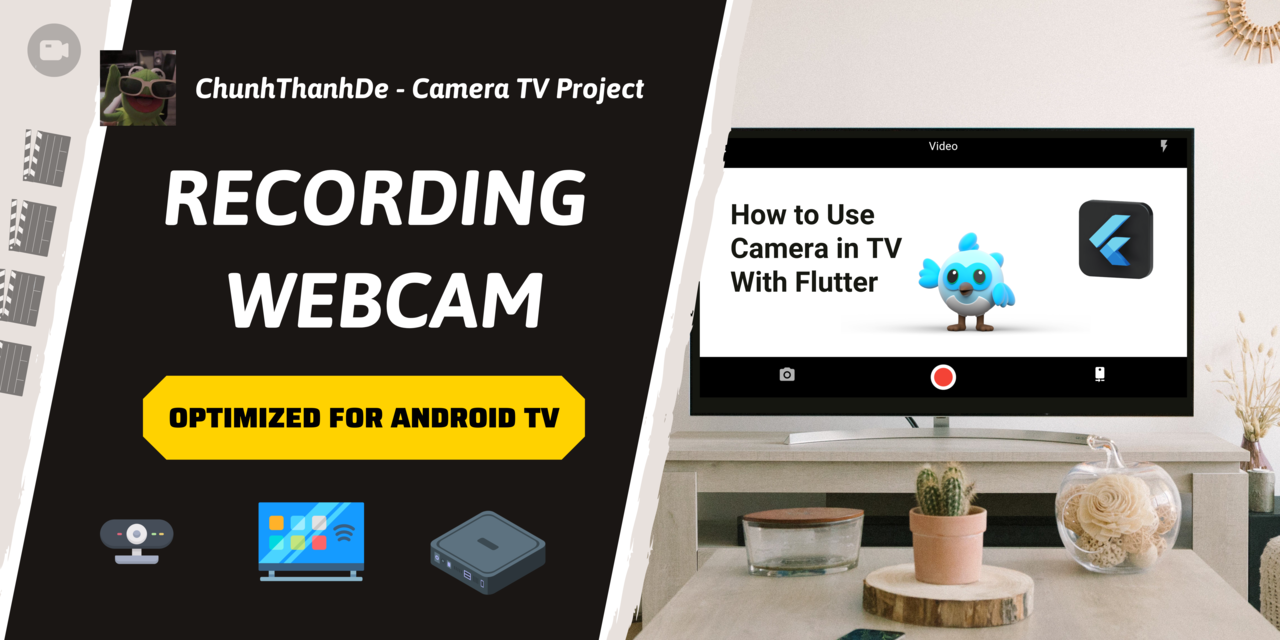 ChunhThanhDe - Camera TV Project
RECORDING
WEBCAM
OPTIMIZED FOR ANDROID TV
Video
How to Use
Camera in TV
With Flutter